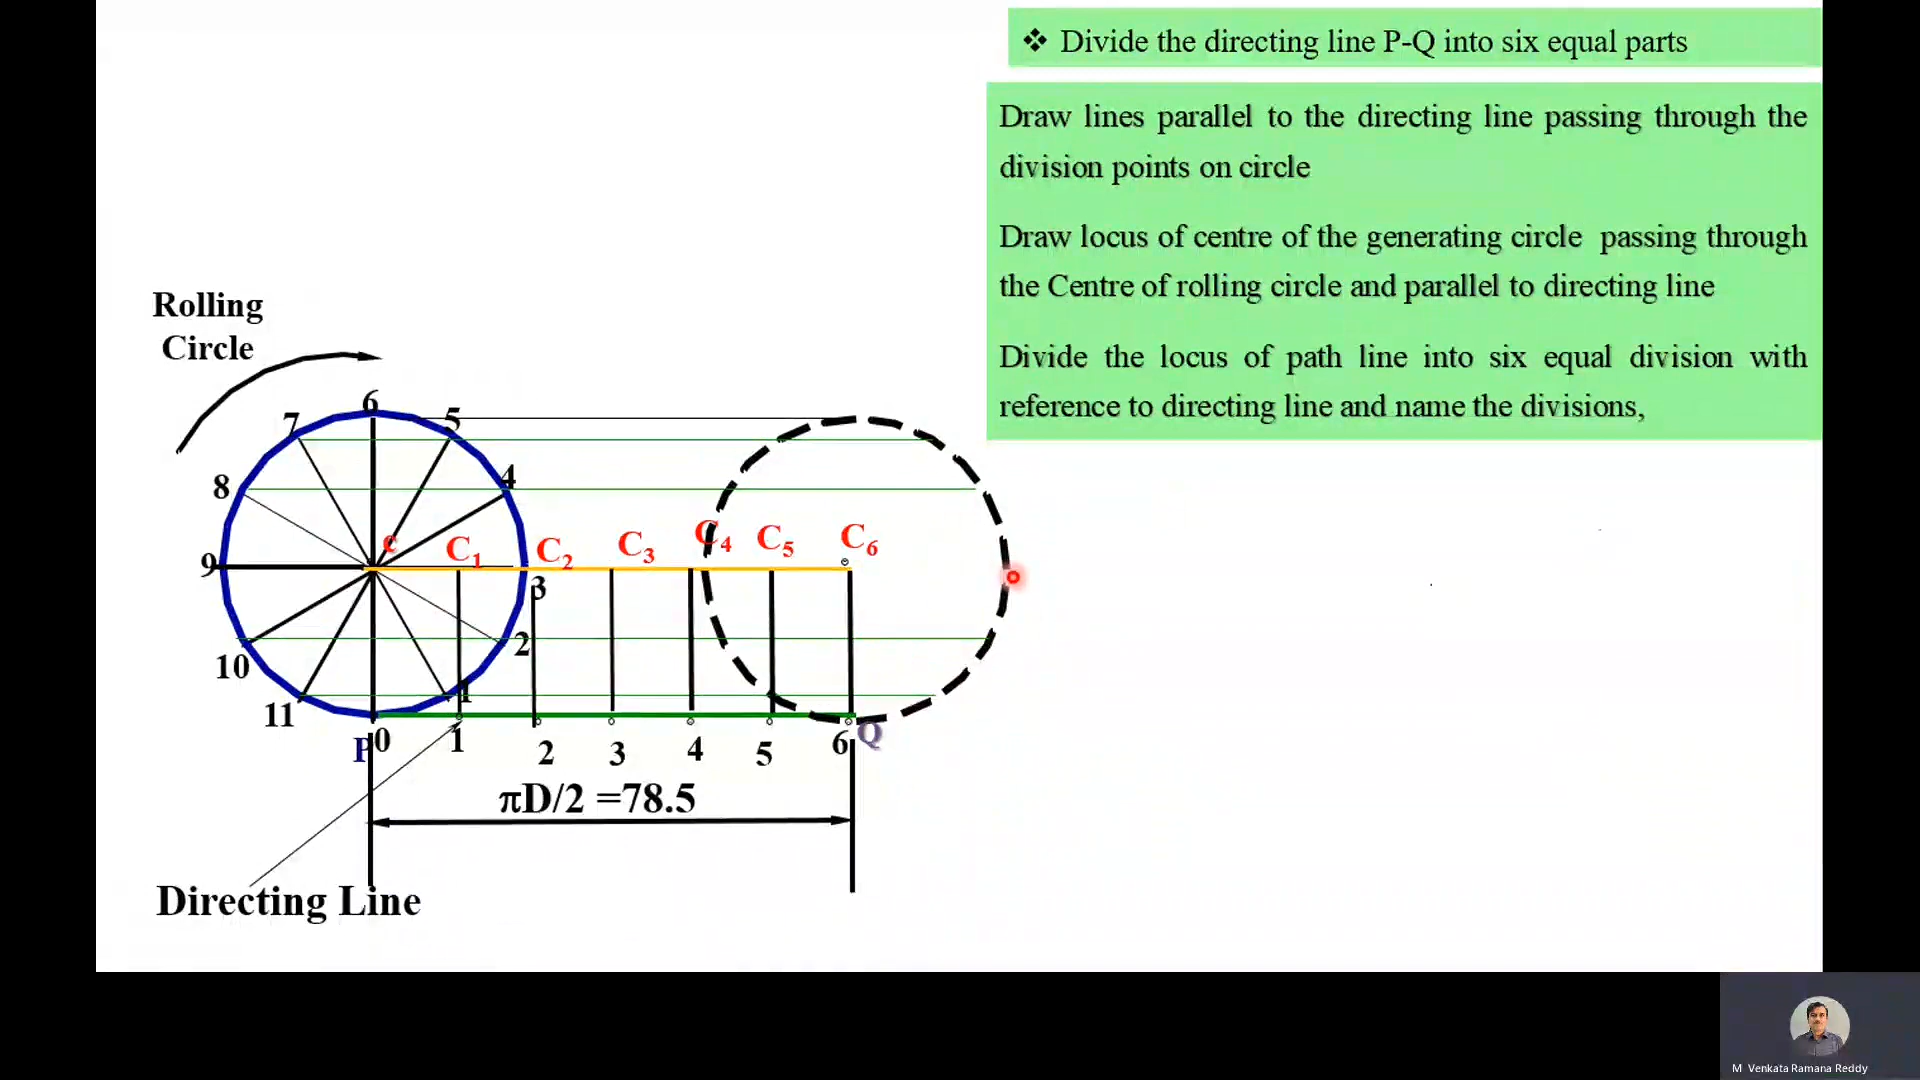 ❖ Divide the directing line P-Q into six equal parts
Draw lines parallel to the directing line passing through the
division points on circle
Draw locus of centre of the generating circle passing through
the Centre of rolling circle and parallel to directing line
Divide the locus of path line into six equal division with
reference to directing line and name the divisions,
Rolling
Circle
6
7 5
8 4
c C₁ C₂ C₃ C₄ C₅ C₆
9 3
10 2
11 1
P 0 1 2 3 4 5 6 Q
πD/2 =78.5
Directing Line
M Venkata Ramana Reddy